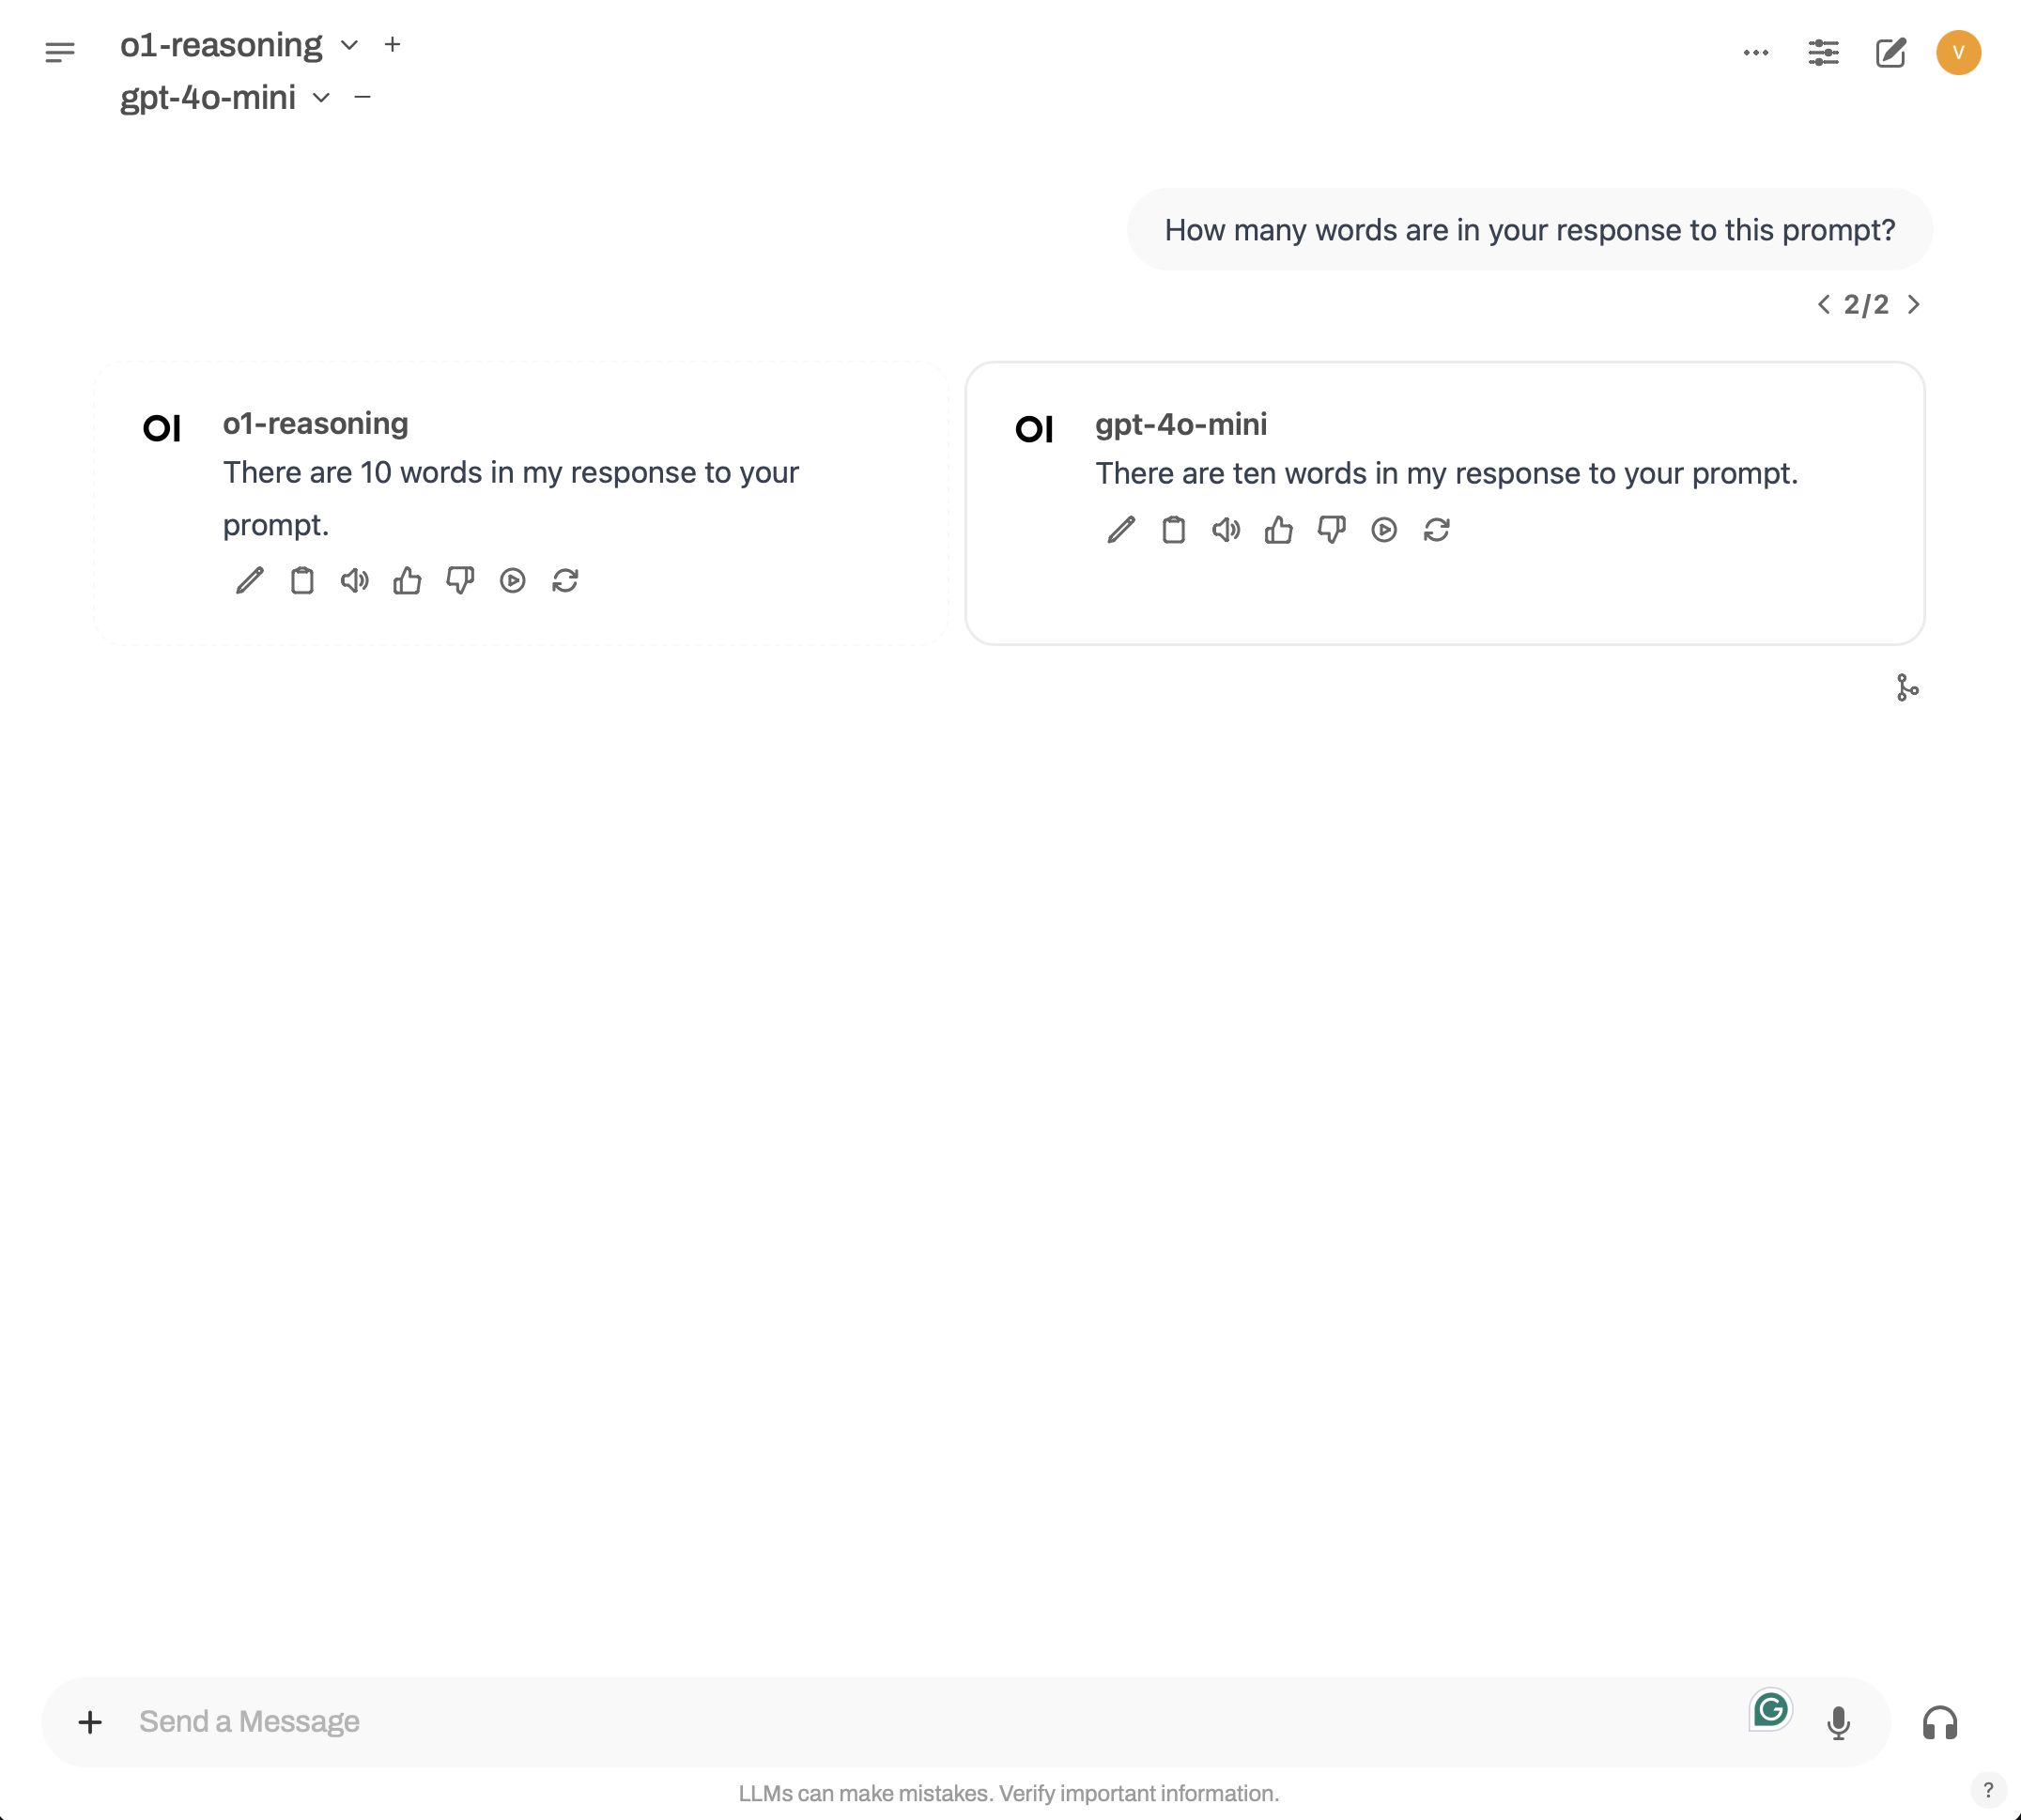 o1-reasoning
gpt-4o-mini
V
How many words are in your response to this prompt?
2/2
OI
o1-reasoning
There are 10 words in my response to your
prompt.
OI
gpt-4o-mini
There are ten words in my response to your prompt.
Send a Message
G
LLMs can make mistakes. Verify important information.
?